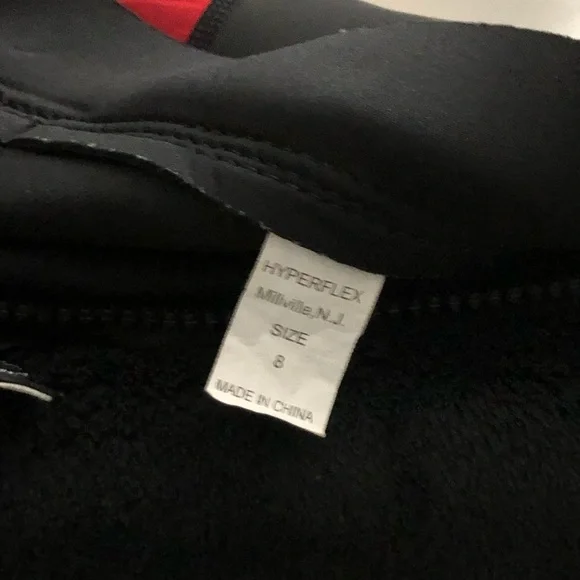 HYPERFLEX
Millville, N.J.
SIZE
8
MADE IN CHINA